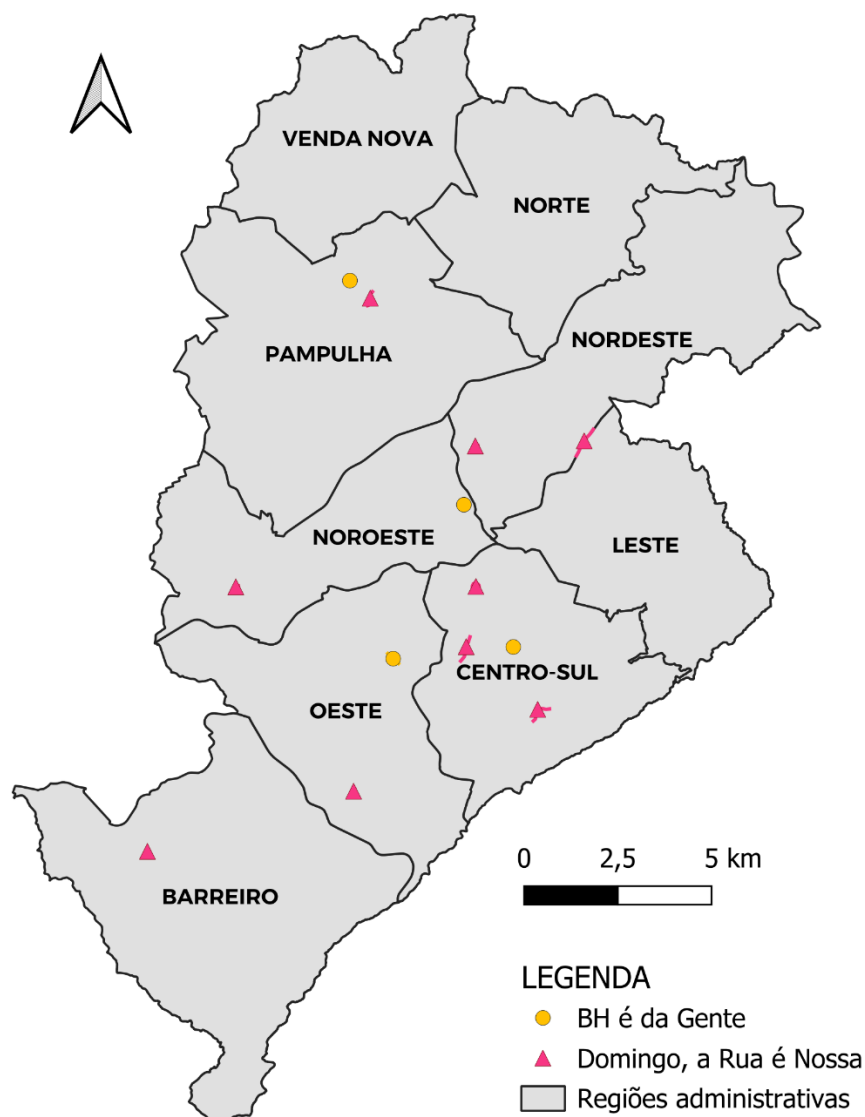 VENDA NOVA
NORTE
NORDESTE
PAMPULHA
NOROESTE
LESTE
CENTRO-SUL
OESTE
BARREIRO
0 2,5 5 km
LEGENDA
BH é da Gente
Domingo, a Rua é Nossa
Regiões administrativas